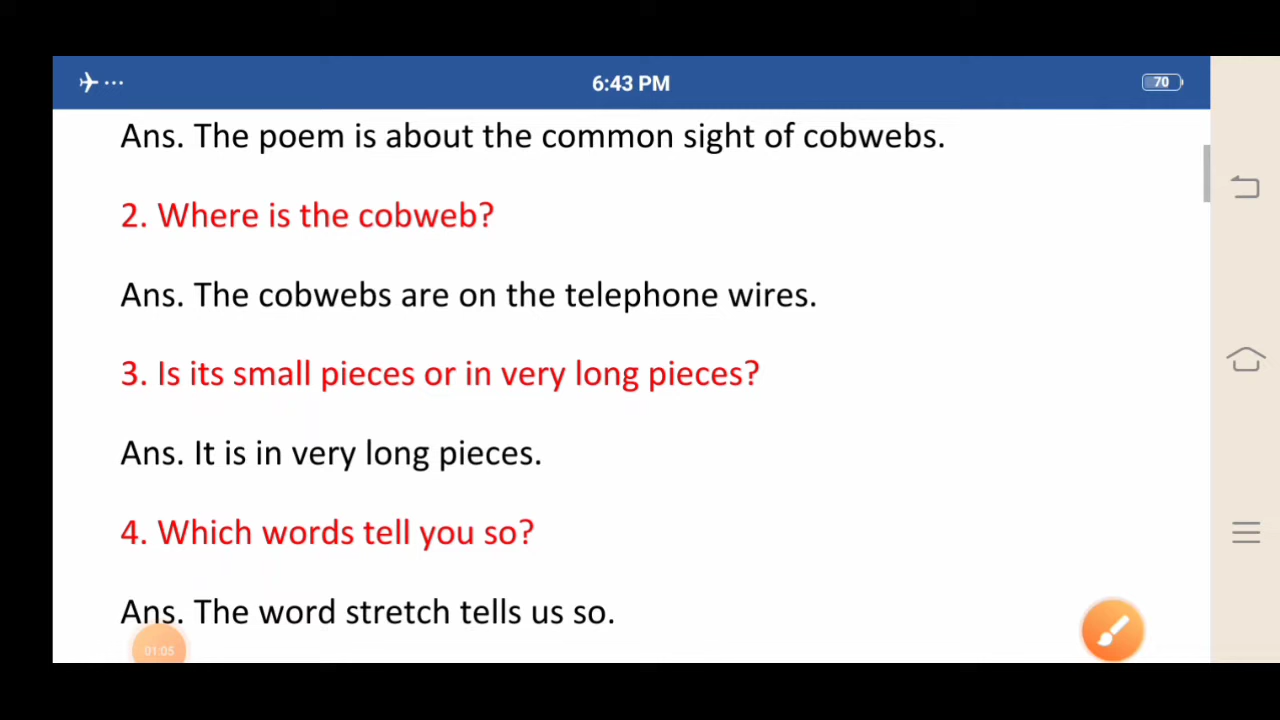 6:43 PM
70
Ans. The poem is about the common sight of cobwebs.
2. Where is the cobweb?
Ans. The cobwebs are on the telephone wires.
3. Is its small pieces or in very long pieces?
Ans. It is in very long pieces.
4. Which words tell you so?
Ans. The word stretch tells us so.
01:05